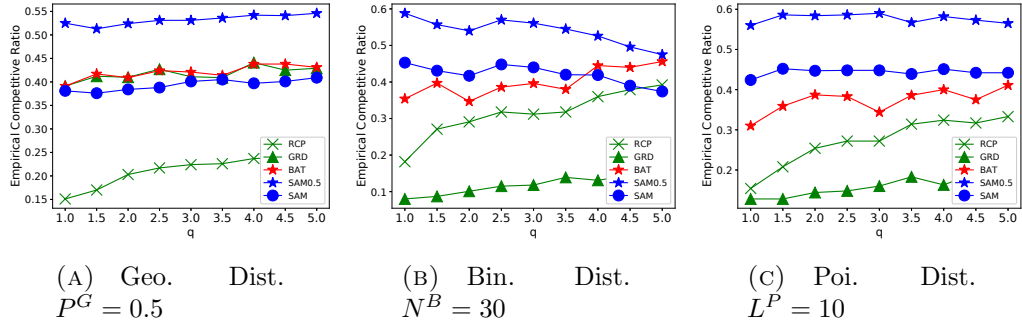 Empirical Competitive Ratio
0.55
0.50
0.45
0.40
0.35
0.30
0.25
0.20
0.15
1.0 1.5 2.0 2.5 3.0 3.5 4.0 4.5 5.0
q
RCP
GRD
BAT
SAM0.5
SAM
(A) Geo. Dist.
P^G = 0.5
Empirical Competitive Ratio
0.6
0.5
0.4
0.3
0.2
0.1
1.0 1.5 2.0 2.5 3.0 3.5 4.0 4.5 5.0
q
RCP
GRD
BAT
SAM0.5
SAM
(B) Bin. Dist.
N^B = 30
Empirical Competitive Ratio
0.6
0.5
0.4
0.3
0.2
1.0 1.5 2.0 2.5 3.0 3.5 4.0 4.5 5.0
q
RCP
GRD
BAT
SAM0.5
SAM
(C) Poi. Dist.
L^P = 10